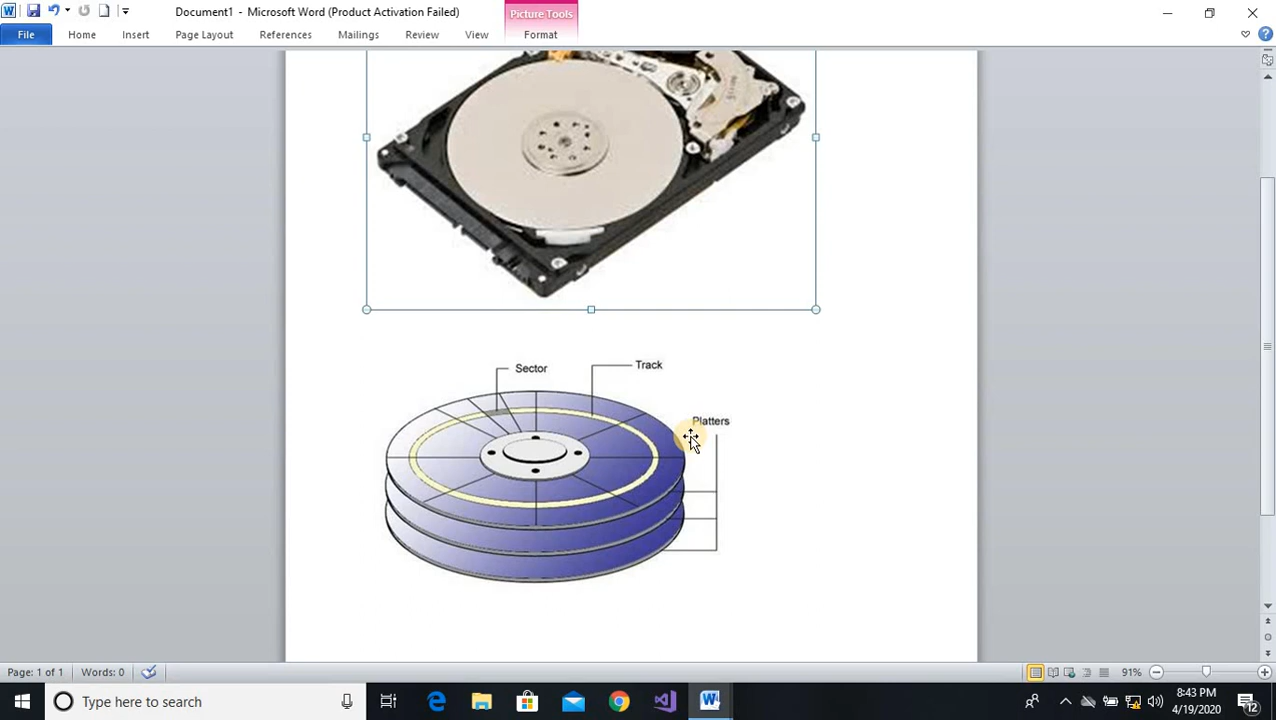 Document1 - Microsoft Word (Product Activation Failed)
Picture Tools
File Home Insert Page Layout References Mailings Review View Format
Sector
Track
Platters
Page: 1 of 1 Words: 0 91%
Type here to search
8:43 PM
4/19/2020
12